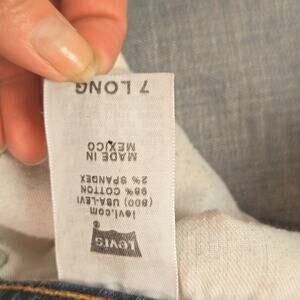 Levi's®
levi.com
(800) USA-LEVI
98% COTTON
2% SPANDEX
MADE IN
MEXICO
7 LONG